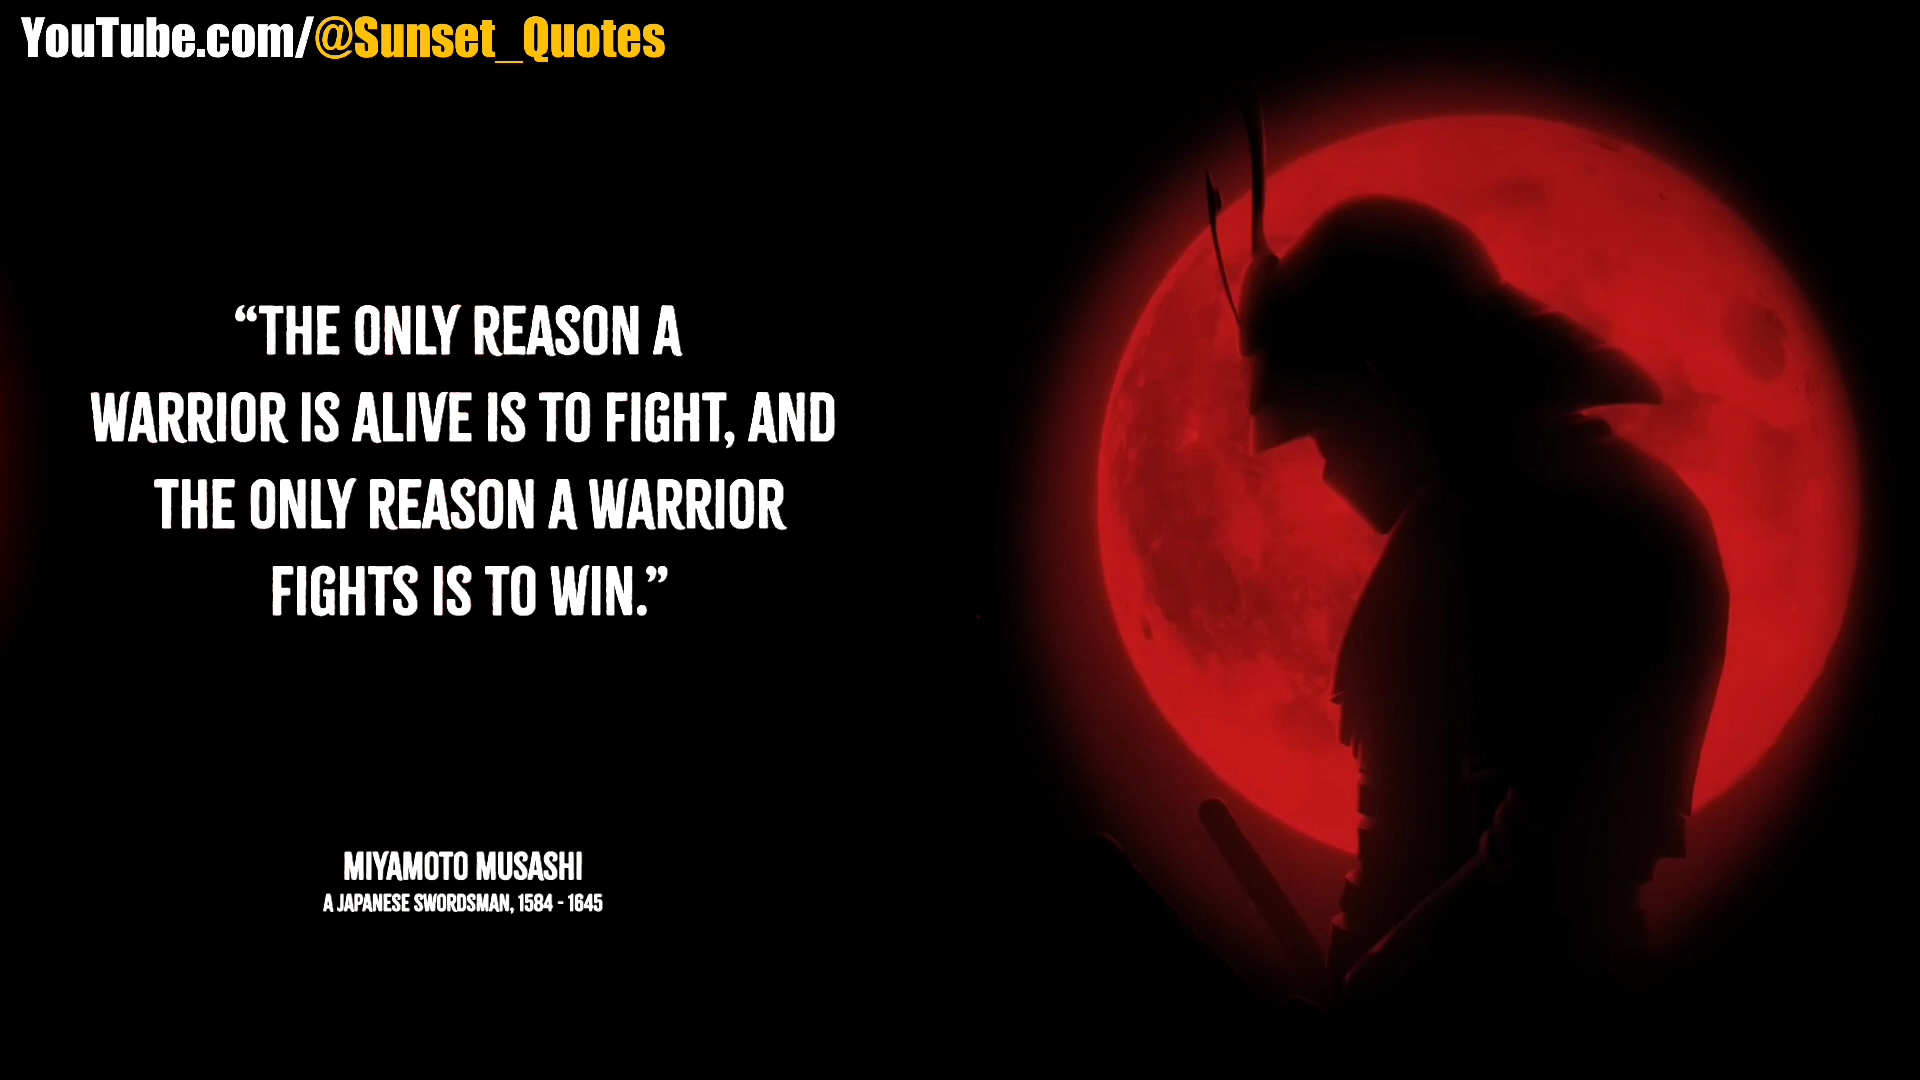 YouTube.com/@Sunset_Quotes
“THE ONLY REASON A
WARRIOR IS ALIVE IS TO FIGHT, AND
THE ONLY REASON A WARRIOR
FIGHTS IS TO WIN.”
MIYAMOTO MUSASHI
A JAPANESE SWORDSMAN, 1584 - 1645